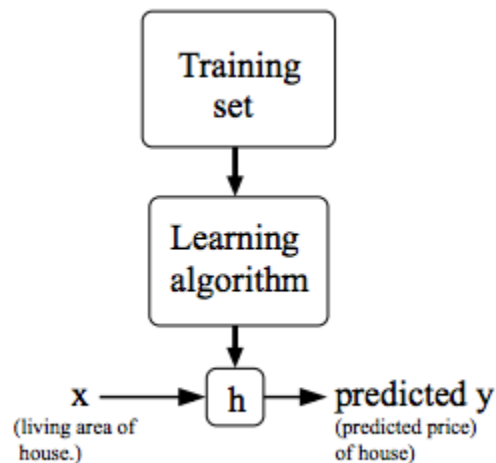 Training
set
Learning
algorithm
x
h
predicted y
(living area of
house.)
(predicted price)
of house)